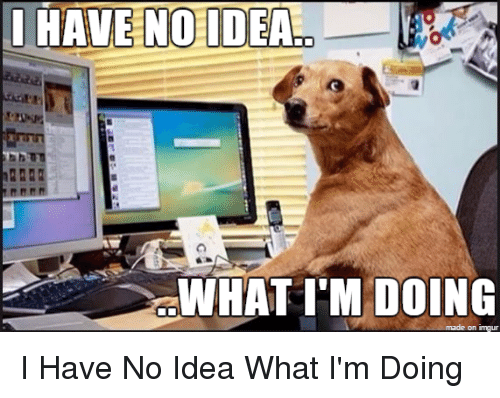 I HAVE NO IDEA..
..WHAT I'M DOING
made on imgur
I Have No Idea What I'm Doing